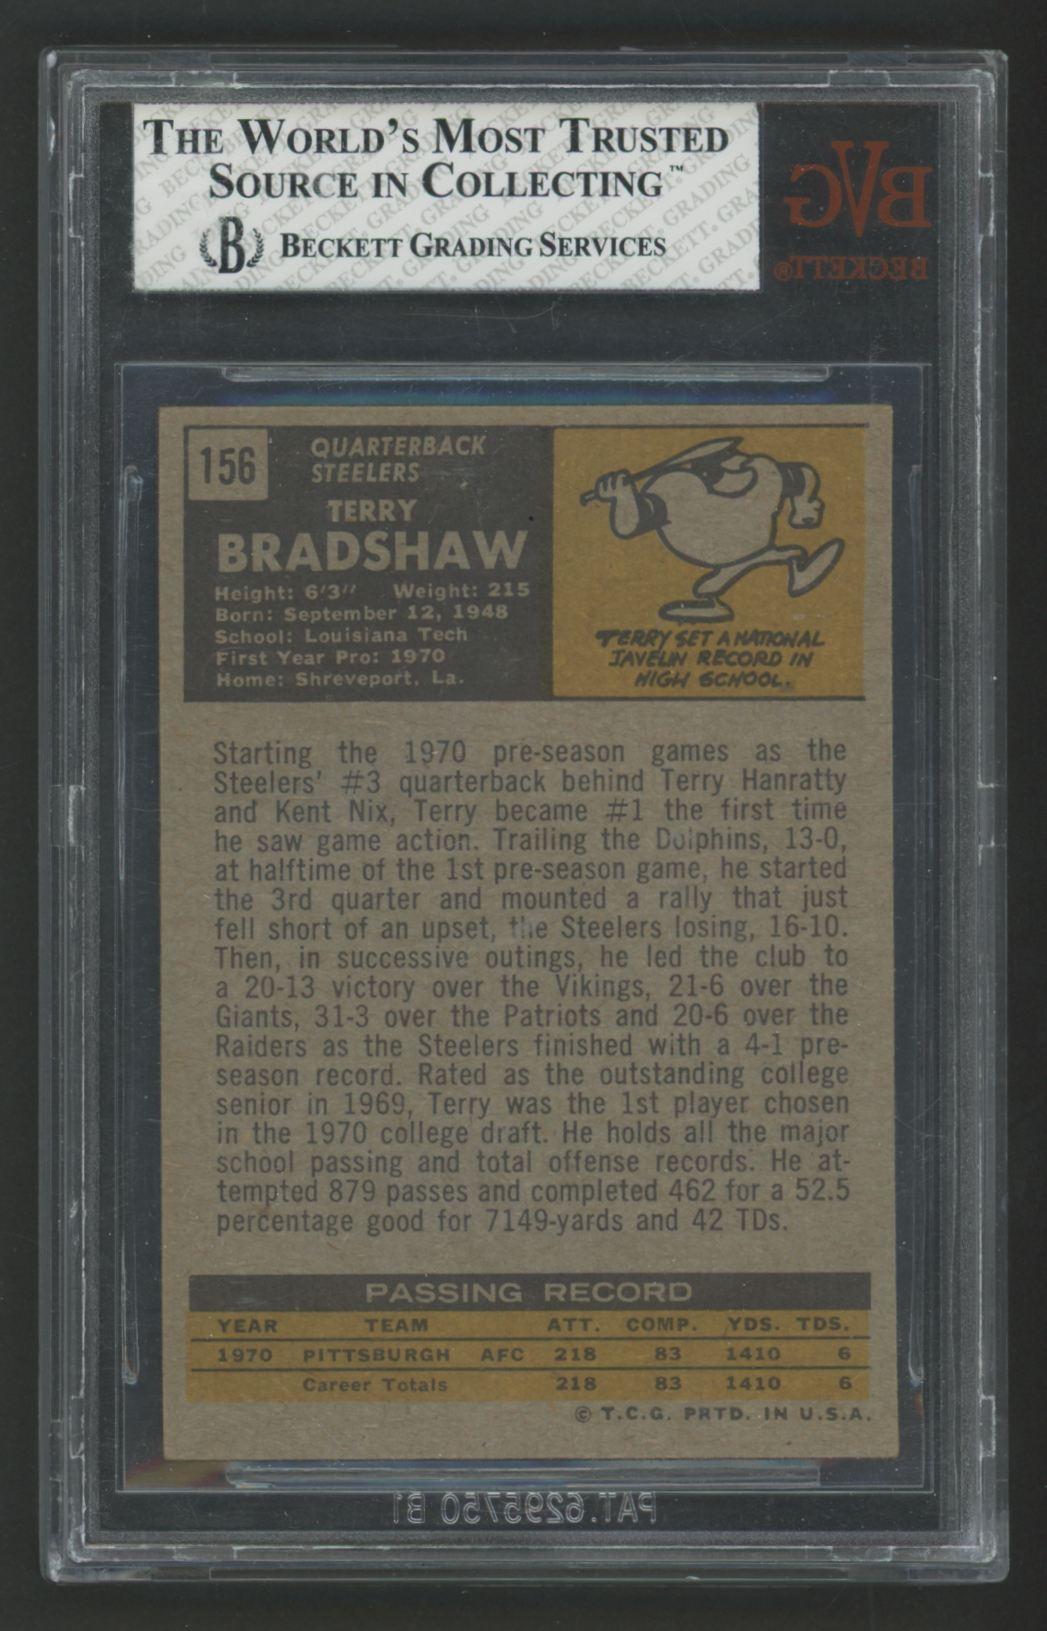 THE WORLD'S MOST TRUSTED
SOURCE IN COLLECTING™
B BECKETT GRADING SERVICES
BVG
BECKETT®
156
QUARTERBACK
STEELERS
TERRY
BRADSHAW
Height: 6'3" Weight: 215
Born: September 12, 1948
School: Louisiana Tech
First Year Pro: 1970
Home: Shreveport, La.
TERRY SET A NATIONAL
JAVELIN RECORD IN
HIGH SCHOOL.
Starting the 1970 pre-season games as the
Steelers' #3 quarterback behind Terry Hanratty
and Kent Nix, Terry became #1 the first time
he saw game action. Trailing the Dolphins, 13-0,
at halftime of the 1st pre-season game, he started
the 3rd quarter and mounted a rally that just
fell short of an upset, the Steelers losing, 16-10.
Then, in successive outings, he led the club to
a 20-13 victory over the Vikings, 21-6 over the
Giants, 31-3 over the Patriots and 20-6 over the
Raiders as the Steelers finished with a 4-1 pre-
season record. Rated as the outstanding college
senior in 1969, Terry was the 1st player chosen
in the 1970 college draft. He holds all the major
school passing and total offense records. He at-
tempted 879 passes and completed 462 for a 52.5
percentage good for 7149-yards and 42 TDs.
PASSING RECORD
YEAR TEAM ATT. COMP. YDS. TDS.
1970 PITTSBURGH AFC 218 83 1410 6
Career Totals 218 83 1410 6
© T.C.G. PRTD. IN U.S.A.
PAT.6295750 B1